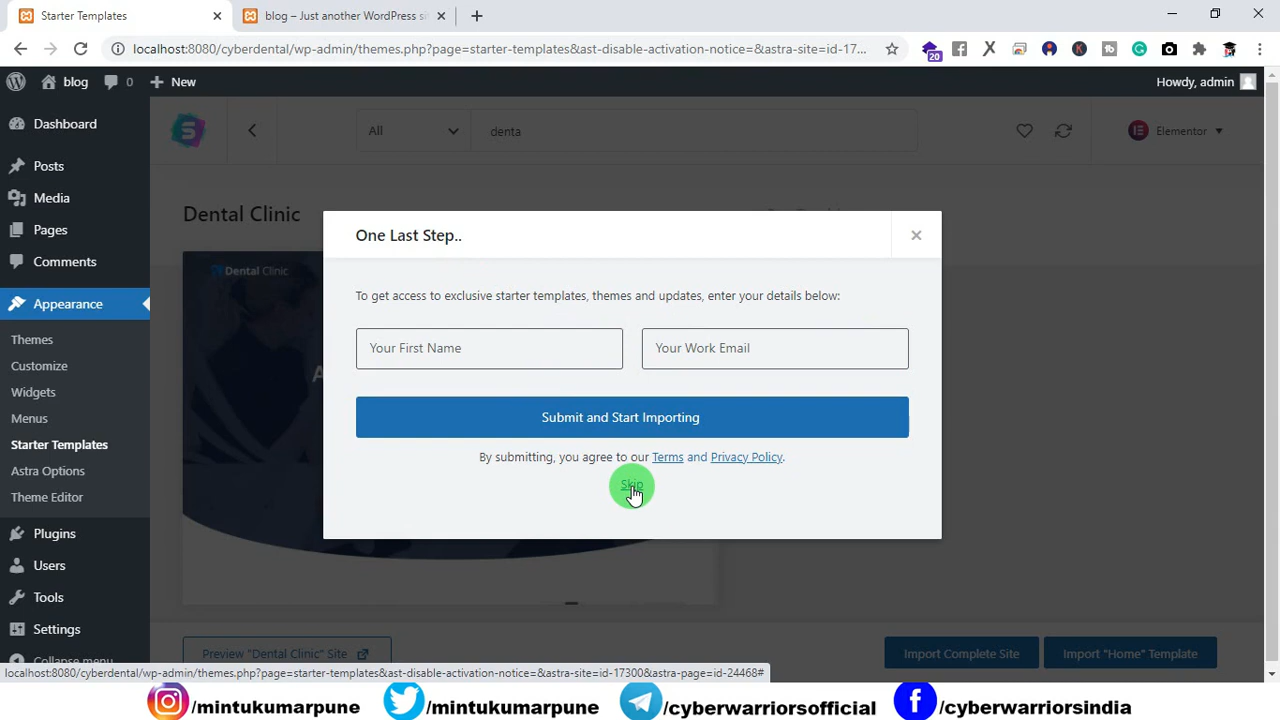 Starter Templates
blog – Just another WordPress si
localhost:8080/cyberdental/wp-admin/themes.php?page=starter-templates&ast-disable-activation-notice=&astra-site=id-17...
20
blog
0
New
Howdy, admin
Dashboard
Posts
Media
Pages
Comments
Appearance
Themes
Customize
Widgets
Menus
Starter Templates
Astra Options
Theme Editor
Plugins
Users
Tools
Settings
Collapse menu
All
denta
Elementor
Dental Clinic
Dental Clinic
A
One Last Step..
To get access to exclusive starter templates, themes and updates, enter your details below:
Your First Name
Your Work Email
Submit and Start Importing
By submitting, you agree to our Terms and Privacy Policy.
Skip
Preview "Dental Clinic" Site
Import Complete Site
Import "Home" Template
localhost:8080/cyberdental/wp-admin/themes.php?page=starter-templates&ast-disable-activation-notice=&astra-site=id-17300&astra-page=id-24468#
/mintukumarpune
/mintukumarpune
/cyberwarriorsofficial
/cyberwarriorsindia